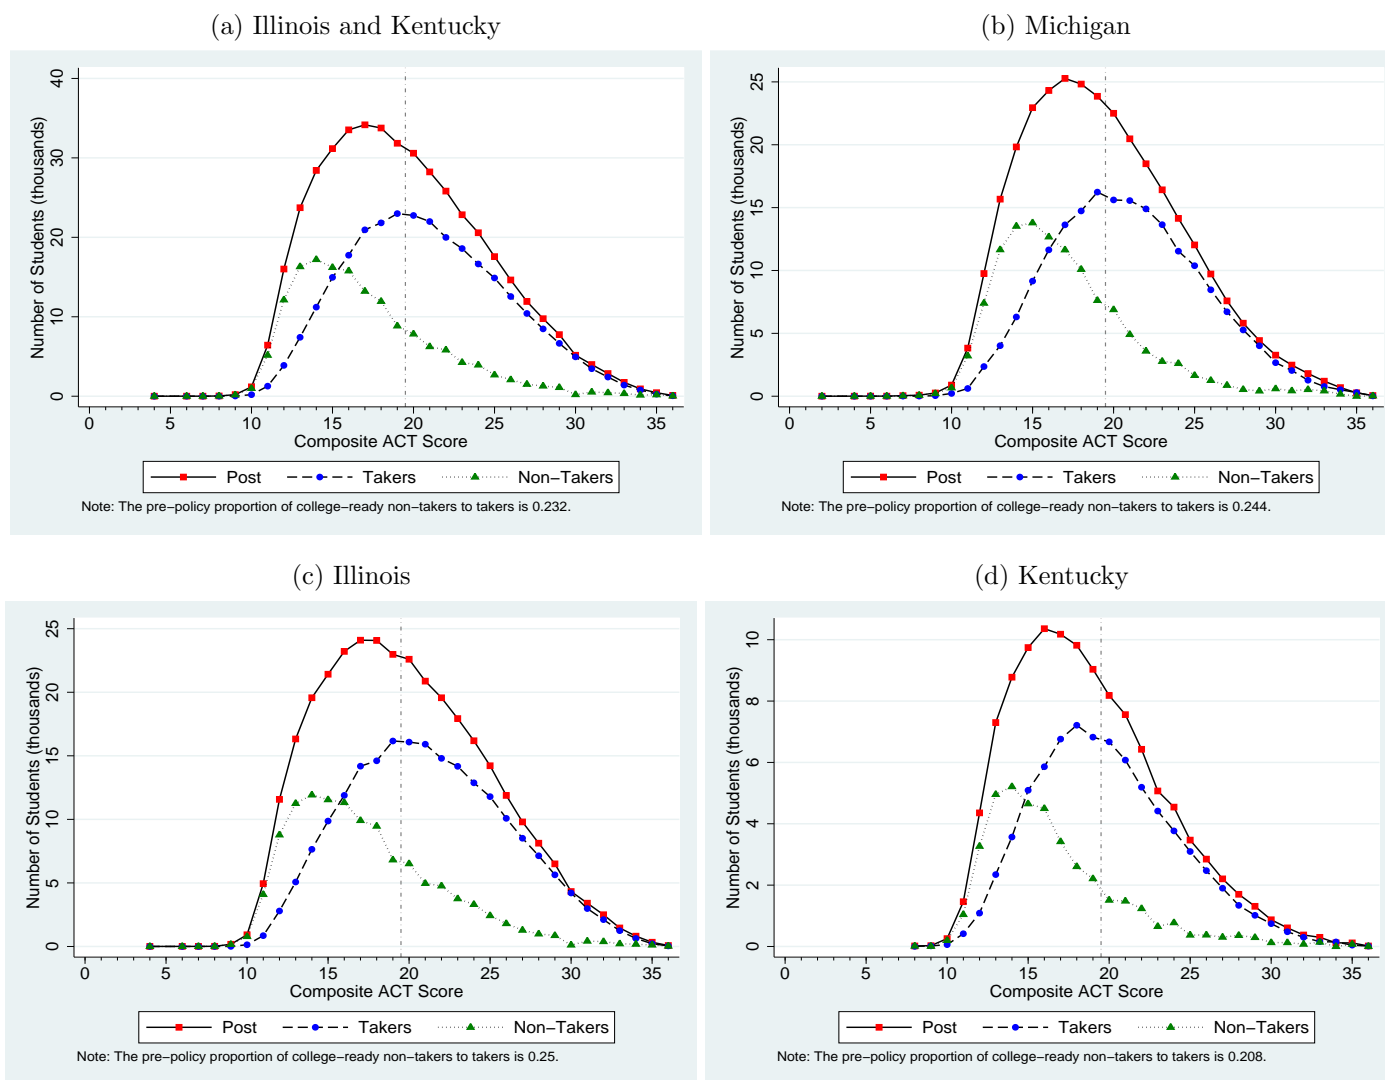 (a) Illinois and Kentucky
Number of Students (thousands)
40
30
20
10
0
0 5 10 15 20 25 30 35
Composite ACT Score
Post Takers Non−Takers
Note: The pre−policy proportion of college−ready non−takers to takers is 0.232.
(b) Michigan
Number of Students (thousands)
25
20
15
10
5
0
0 5 10 15 20 25 30 35
Composite ACT Score
Post Takers Non−Takers
Note: The pre−policy proportion of college−ready non−takers to takers is 0.244.
(c) Illinois
Number of Students (thousands)
25
20
15
10
5
0
0 5 10 15 20 25 30 35
Composite ACT Score
Post Takers Non−Takers
Note: The pre−policy proportion of college−ready non−takers to takers is 0.25.
(d) Kentucky
Number of Students (thousands)
10
8
6
4
2
0
0 5 10 15 20 25 30 35
Composite ACT Score
Post Takers Non−Takers
Note: The pre−policy proportion of college−ready non−takers to takers is 0.208.